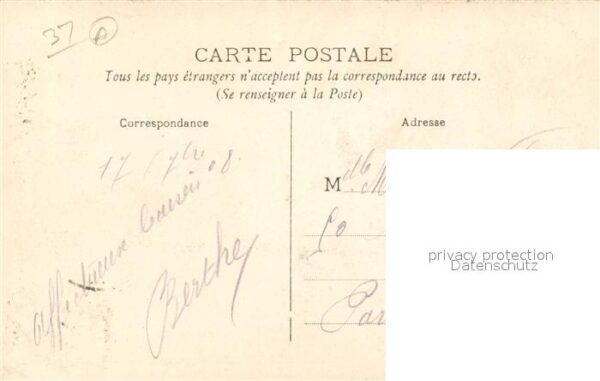 37
CARTE POSTALE
Tous les pays étrangers n'acceptent pas la correspondance au recto.
(Se renseigner à la Poste)
Correspondance
Adresse
17 / 7bre 08.
Affectueux baisers
Berthe
M
privacy protection
Datenschutz